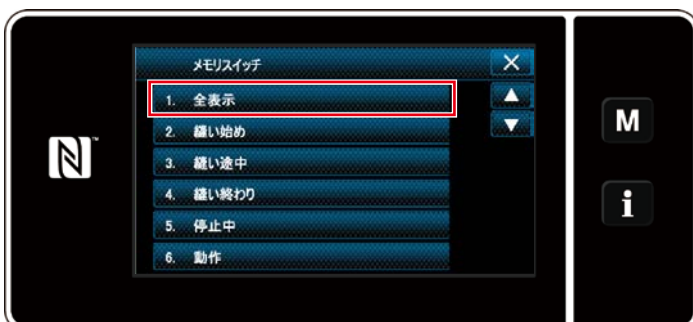 メモリスイッチ
1. 全表示
2. 縫い始め
3. 縫い途中
4. 縫い終わり
5. 停止中
6. 動作
M
i